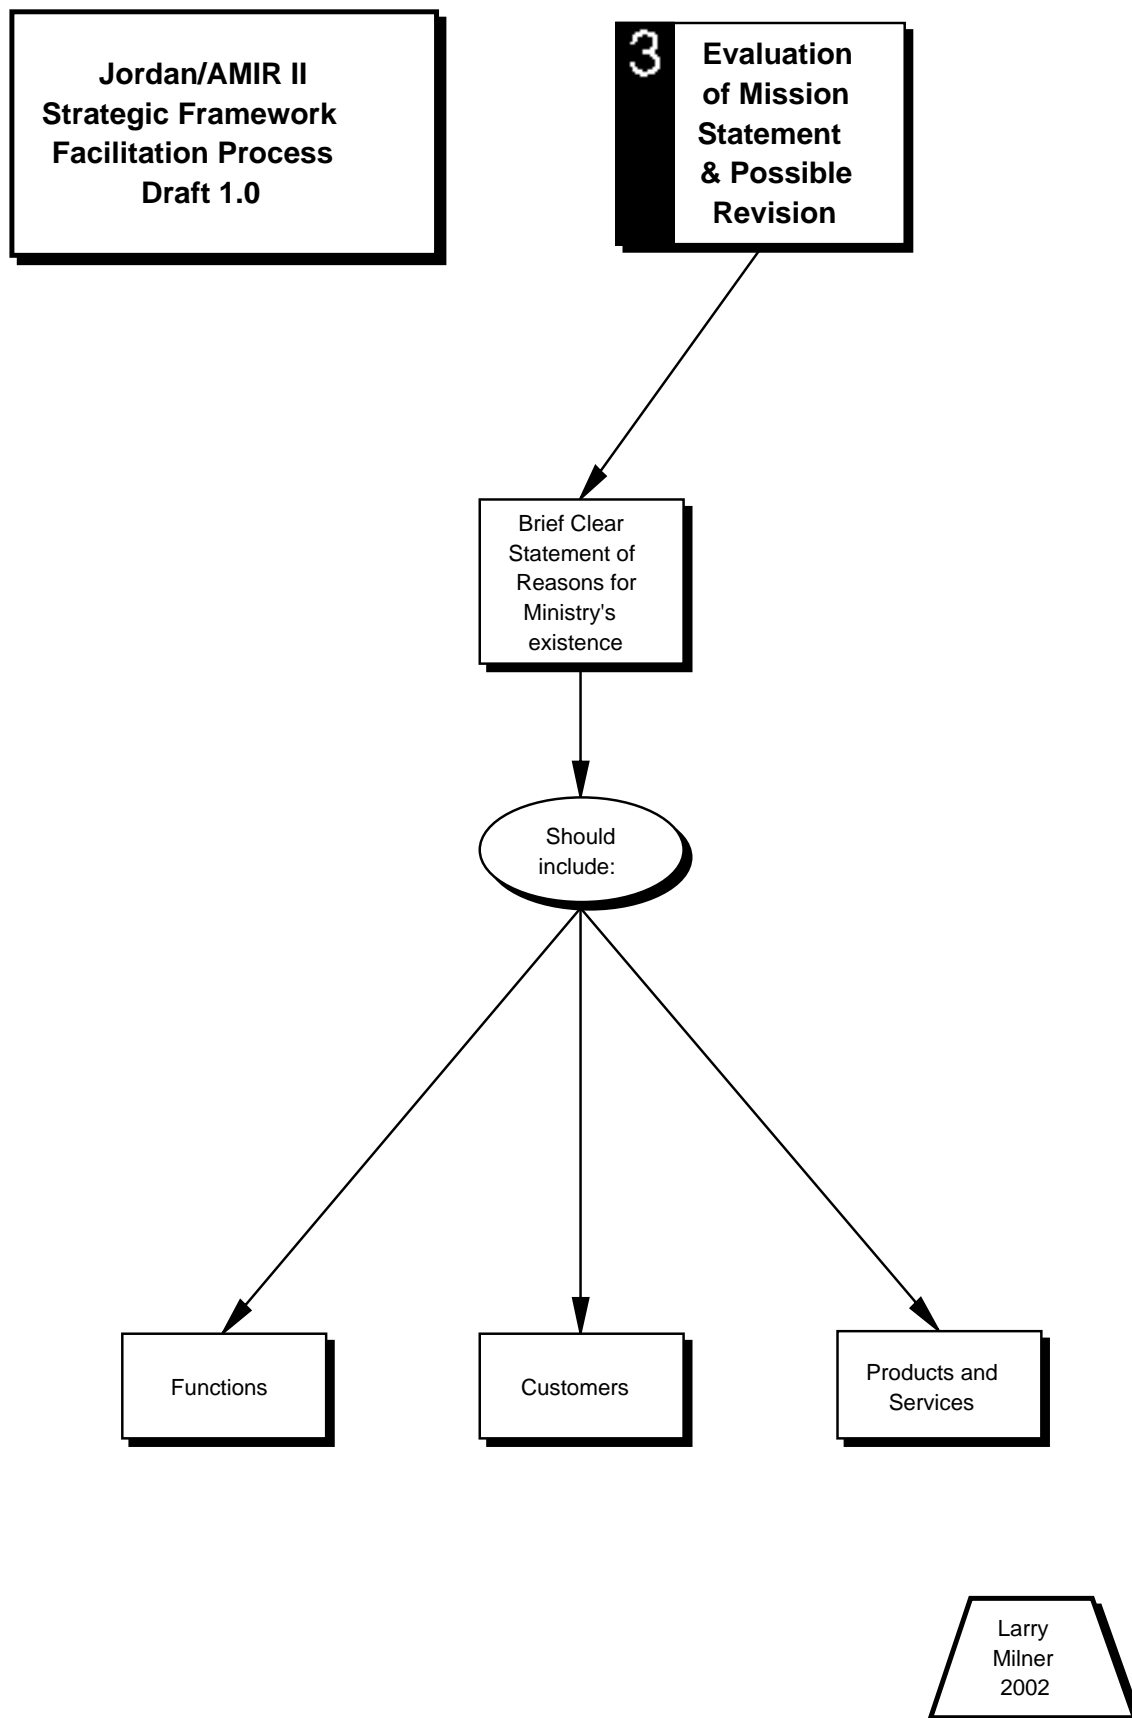 Jordan/AMIR II
Strategic Framework
Facilitation Process
Draft 1.0
3
Evaluation
of Mission
Statement
& Possible
Revision
Brief Clear
Statement of
Reasons for
Ministry's
existence
Should
include:
Functions
Customers
Products and
Services
Larry
Milner
2002